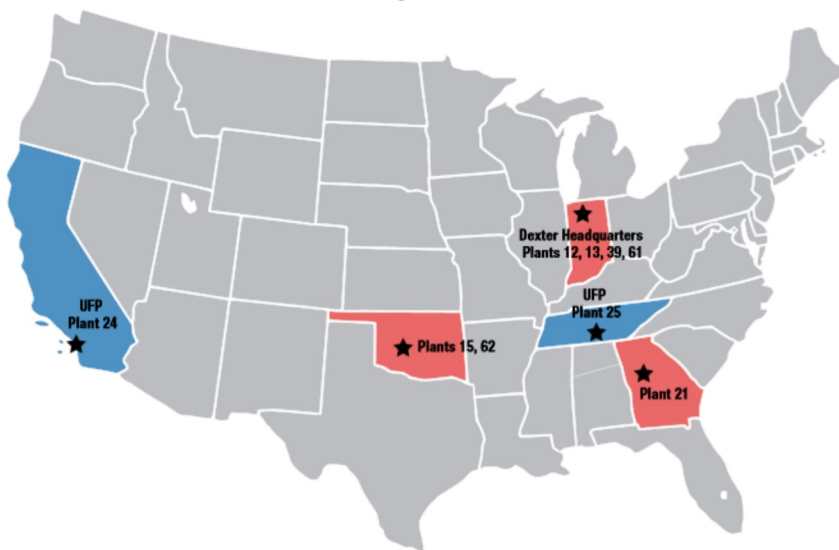 Dexter Headquarters
Plants 12, 13, 39, 61
UFP
Plant 24
UFP
Plant 25
Plants 15, 62
Plant 21